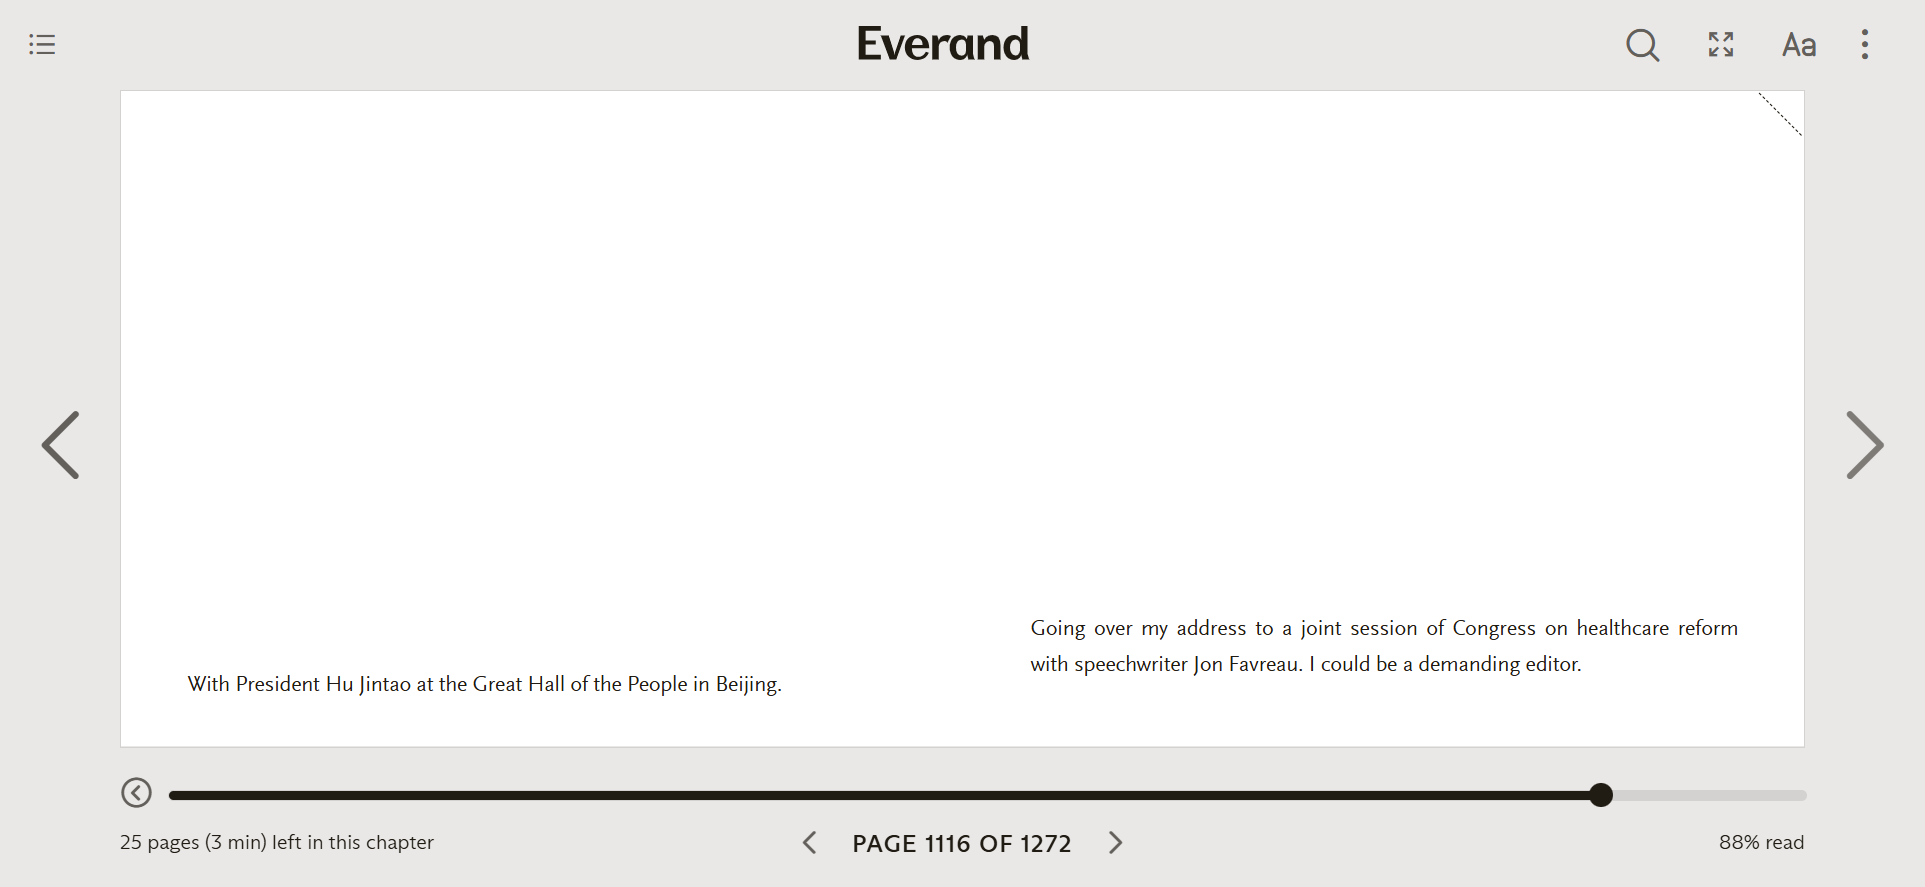 Everand
Aa
With President Hu Jintao at the Great Hall of the People in Beijing.
Going over my address to a joint session of Congress on healthcare reform
with speechwriter Jon Favreau. I could be a demanding editor.
25 pages (3 min) left in this chapter
PAGE 1116 OF 1272
88% read